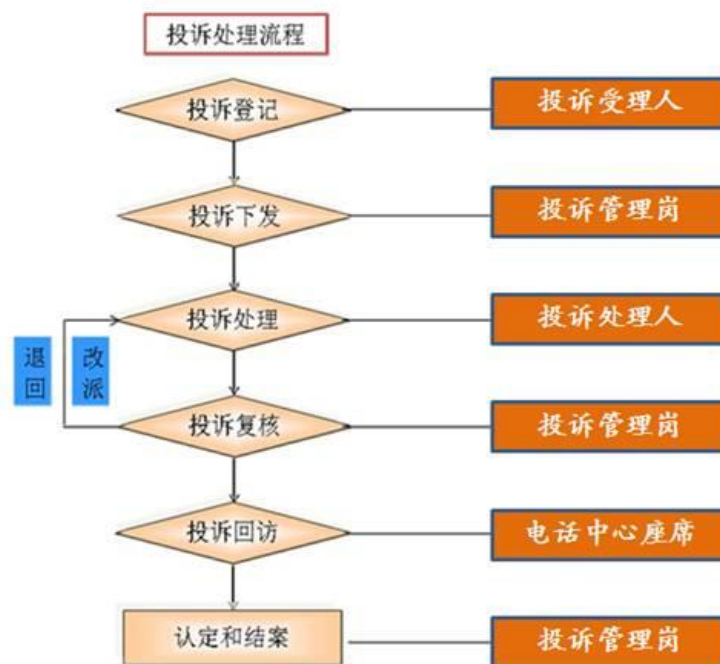 投诉处理流程
投诉登记
投诉受理人
投诉下发
投诉管理岗
投诉处理
投诉处理人
退回
改派
投诉复核
投诉管理岗
投诉回访
电话中心座席
认定和结案
投诉管理岗